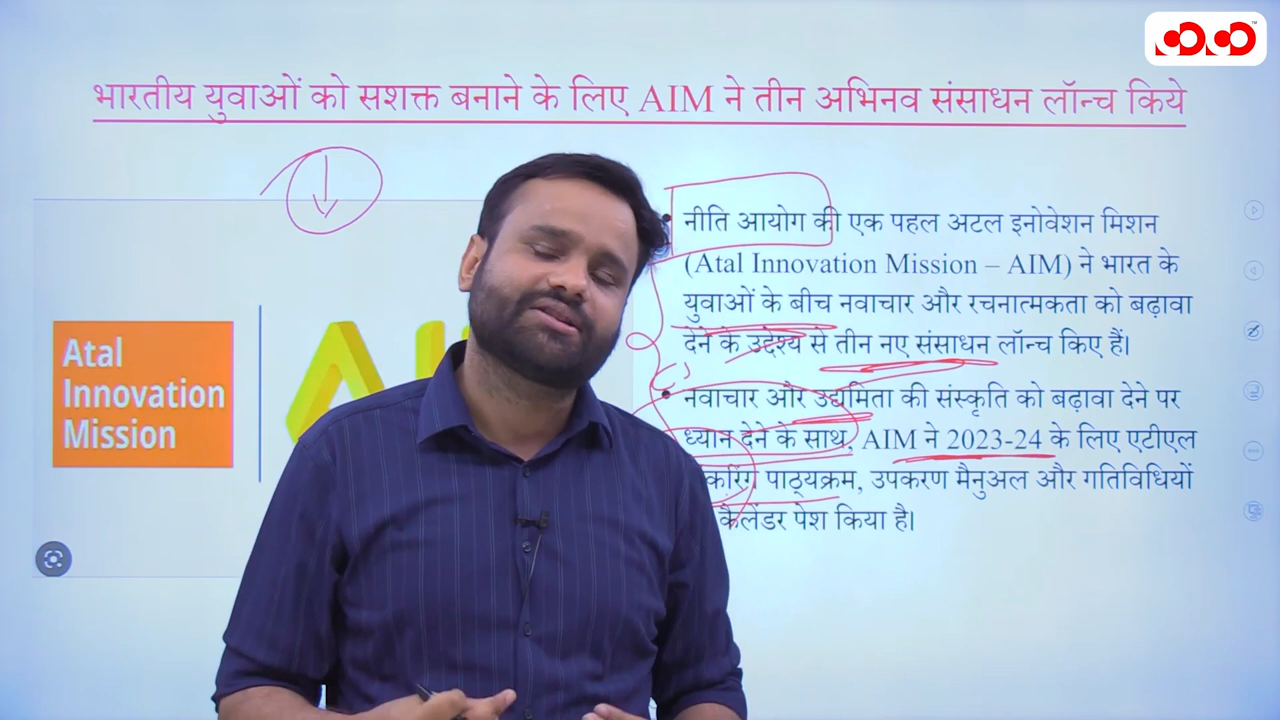 भारतीय युवाओं को सशक्त बनाने के लिए AIM ने तीन अभिनव संसाधन लॉन्च किये
Atal
Innovation
Mission
नीति आयोग की एक पहल अटल इनोवेशन मिशन
(Atal Innovation Mission – AIM) ने भारत के
युवाओं के बीच नवाचार और रचनात्मकता को बढ़ावा
देने के उद्देश्य से तीन नए संसाधन लॉन्च किए हैं।
नवाचार और उद्यमिता की संस्कृति को बढ़ावा देने पर
ध्यान देने के साथ, AIM ने 2023-24 के लिए एटीएल
पाठ्यक्रम, उपकरण मैनुअल और गतिविधियों
कैलेंडर पेश किया है।